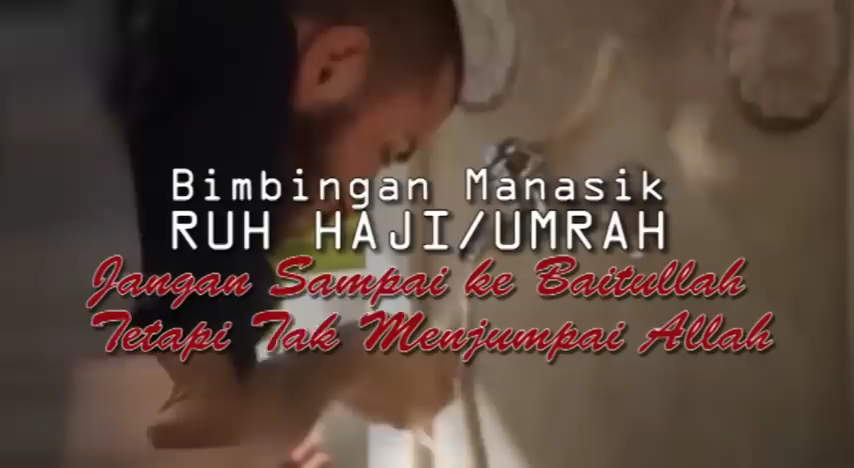 Bimbingan Manasik
RUH HAJI/UMRAH
Jangan Sampai ke Baitullah
Tetapi Tak Menjumpai Allah